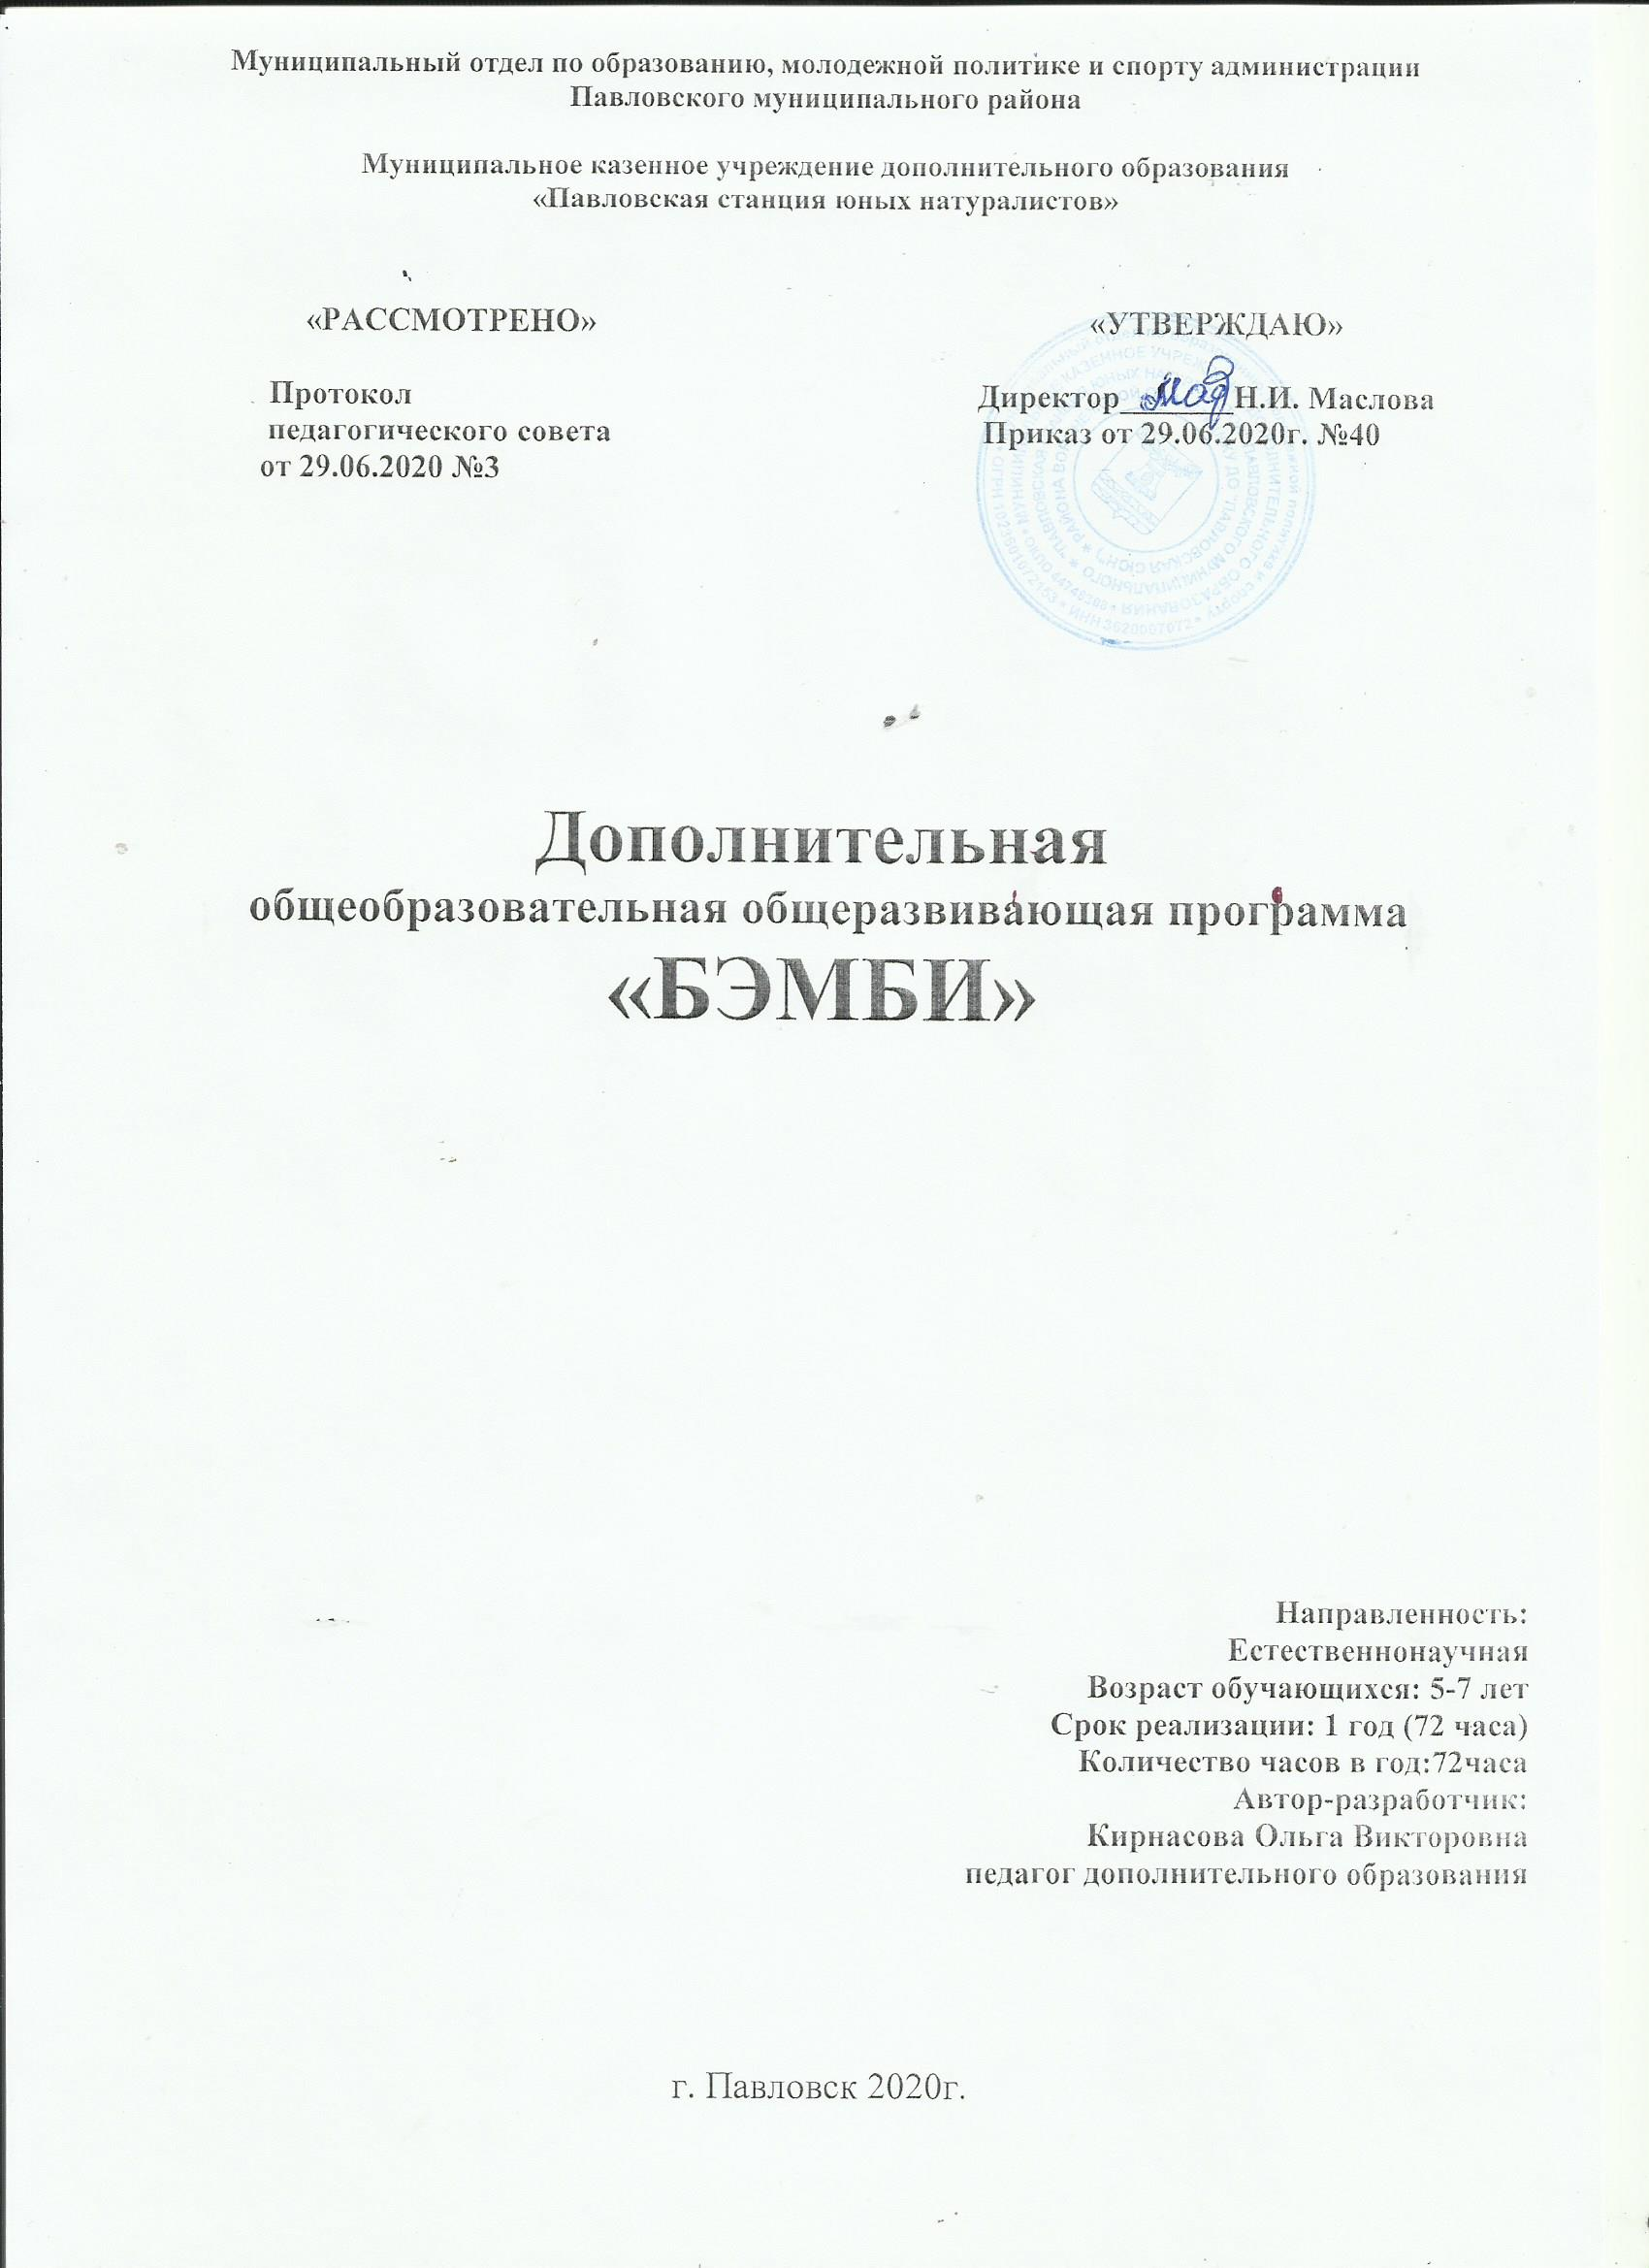 Муниципальный отдел по образованию, молодежной политике и спорту администрации
Павловского муниципального района
Муниципальное казенное учреждение дополнительного образования
«Павловская станция юных натуралистов»
«РАССМОТРЕНО»
Протокол
педагогического совета
от 29.06.2020 №3
«УТВЕРЖДАЮ»
Директор_______Н.И. Маслова
Приказ от 29.06.2020г. №40
Дополнительная
общеобразовательная общеразвивающая программа
«БЭМБИ»
Направленность:
Естественнонаучная
Возраст обучающихся: 5-7 лет
Срок реализации: 1 год (72 часа)
Количество часов в год:72часа
Автор-разработчик:
Кирнасова Ольга Викторовна
педагог дополнительного образования
г. Павловск 2020г.